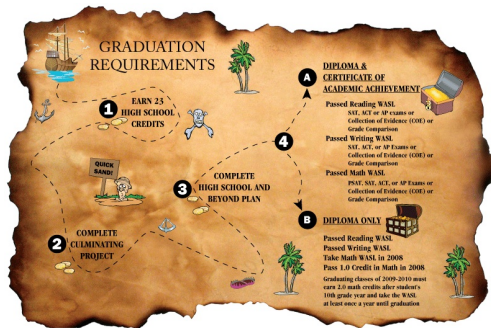 GRADUATION
REQUIREMENTS
1
EARN 23
HIGH SCHOOL
CREDITS
QUICK
SAND!
2
COMPLETE
CULMINATING
PROJECT
3
COMPLETE
HIGH SCHOOL AND
BEYOND PLAN
4
A
DIPLOMA &
CERTIFICATE OF
ACADEMIC ACHIEVEMENT
Passed Reading WASL
SAT, ACT or AP exams or
Collection of Evidence (COE) or
Grade Comparison
Passed Writing WASL
SAT, ACT, or AP Exams or
Collection of Evidence (COE) or
Grade Comparison
Passed Math WASL
PSAT, SAT, ACT, or AP Exams or
Collection of Evidence (COE) or
Grade Comparison
B
DIPLOMA ONLY
Passed Reading WASL
Passed Writing WASL
Take Math WASL in 2008
Pass 1.0 Credit in Math in 2008
Graduating classes of 2009-2010 must
earn 2.0 math credits after student's
10th grade year and take the WASL
at least once a year until graduation